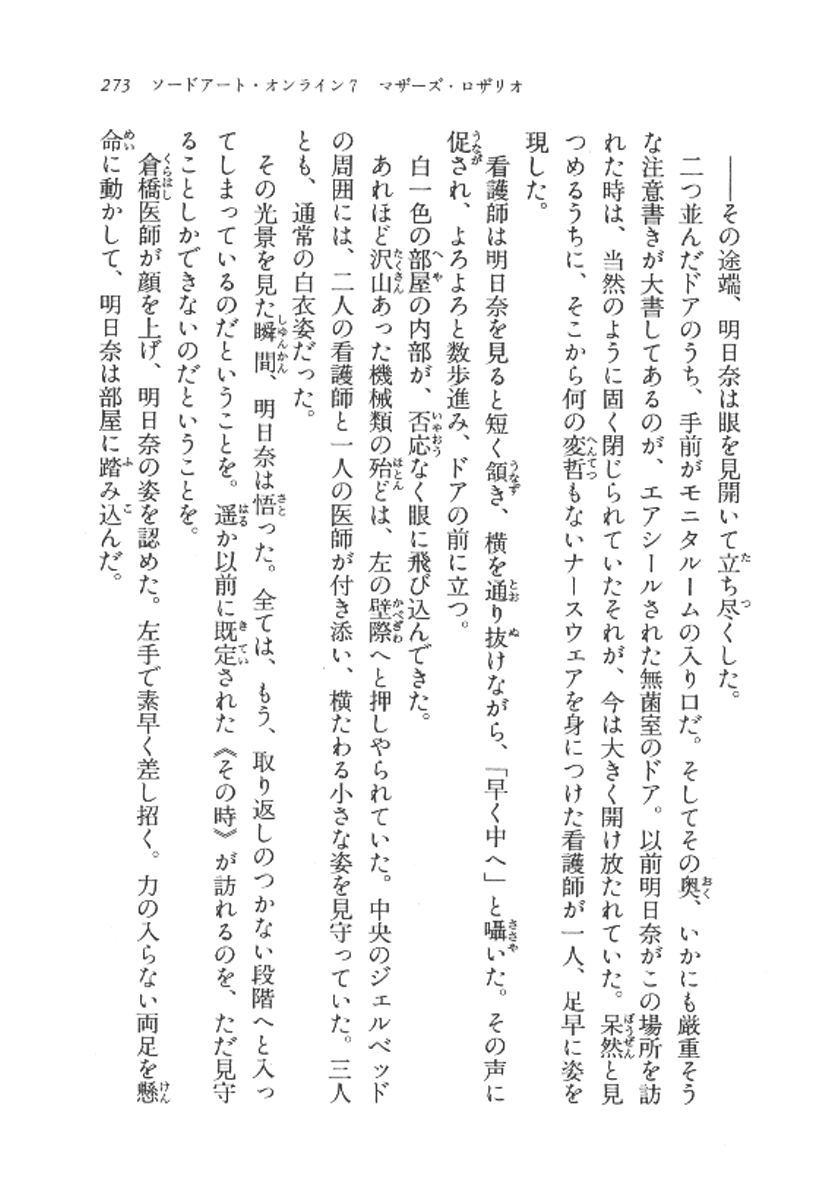 273　ソードアート・オンライン7　マザーズ・ロザリオ
――その途端、明日奈は眼を見開いて立ち尽くした。
二つ並んだドアのうち、手前がモニタルームの入り口だ。そしてその奥、いかにも厳重そう
な注意書きが大書してあるのが、エアシールされた無菌室のドア。以前明日奈がこの場所を訪
れた時は、当然のように固く閉じられていたそれが、今は大きく開け放たれていた。呆然と見
つめるうちに、そこから何の変哲もないナースウェアを身につけた看護師が一人、足早に姿を
現した。
看護師は明日奈を見ると短く頷き、横を通り抜けながら、「早く中へ」と囁いた。その声に
促され、よろよろと数歩進み、ドアの前に立つ。
白一色の部屋の内部が、否応なく眼に飛び込んできた。
あれほど沢山あった機械類の殆どは、左の壁際へと押しやられていた。中央のジェルベッド
の周囲には、二人の看護師と一人の医師が付き添い、横たわる小さな姿を見守っていた。三人
とも、通常の白衣姿だった。
その光景を見た瞬間、明日奈は悟った。全ては、もう、取り返しのつかない段階へと入っ
てしまっているのだということを。遥か以前に既定された《その時》が訪れるのを、ただ見守
ることしかできないのだということを。
倉橋医師が顔を上げ、明日奈の姿を認めた。左手で素早く差し招く。力の入らない両足を懸
命に動かして、明日奈は部屋に踏み込んだ。